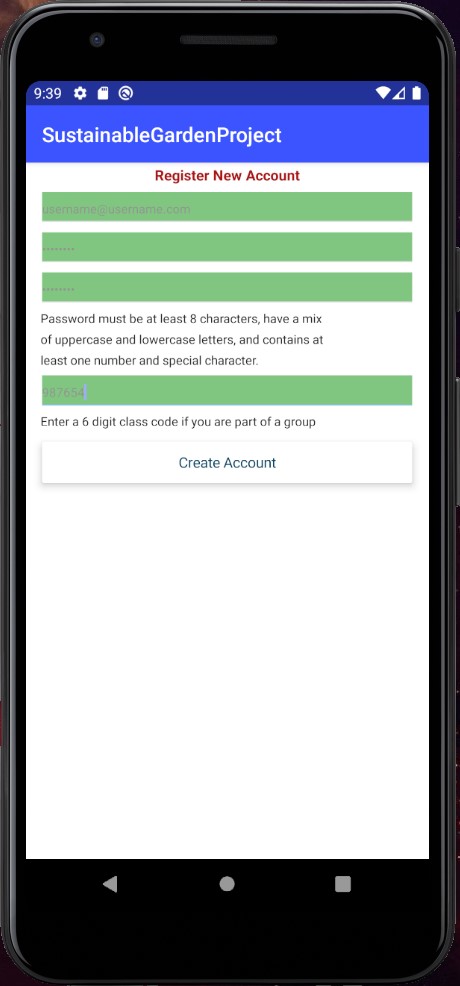 9:39
SustainableGardenProject
Register New Account
username@username.com
••••••••
••••••••
Password must be at least 8 characters, have a mix
of uppercase and lowercase letters, and contains at
least one number and special character.
987654
Enter a 6 digit class code if you are part of a group
Create Account